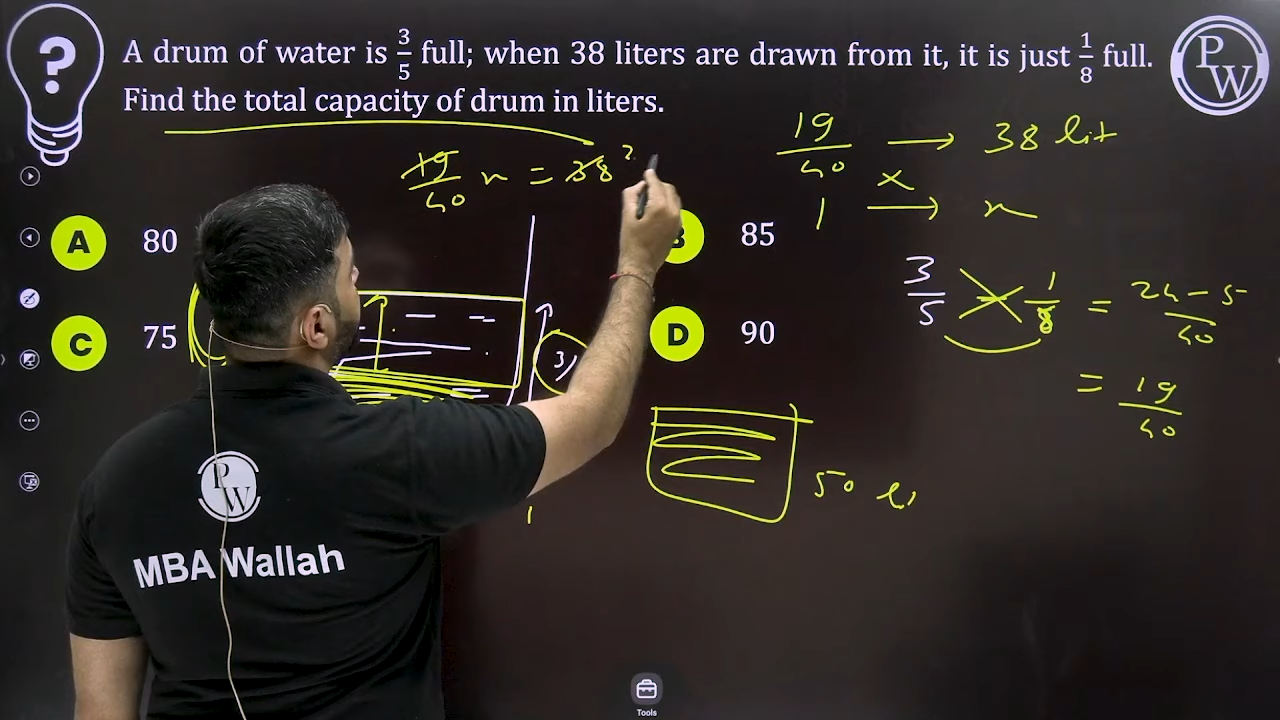 ?
A drum of water is 3/5 full; when 38 liters are drawn from it, it is just 1/8 full.
Find the total capacity of drum in liters.
P
W
19/40 → 38 lit
1 → x
19/40 x = 38 2
A 80
B 85
C 75
D 90
3/5 × 1/8 = 24 - 5/40
= 19/40
50
P
W
MBA Wallah
Tools